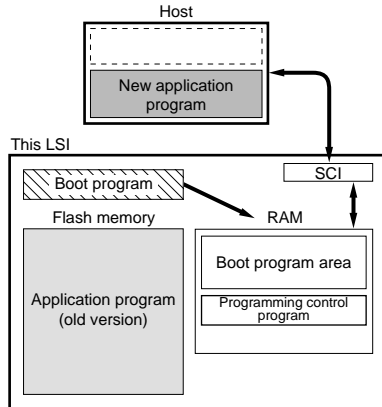 Host
New application
program
This LSI
SCI
Boot program
Flash memory
RAM
Boot program area
Application program
(old version)
Programming control
program